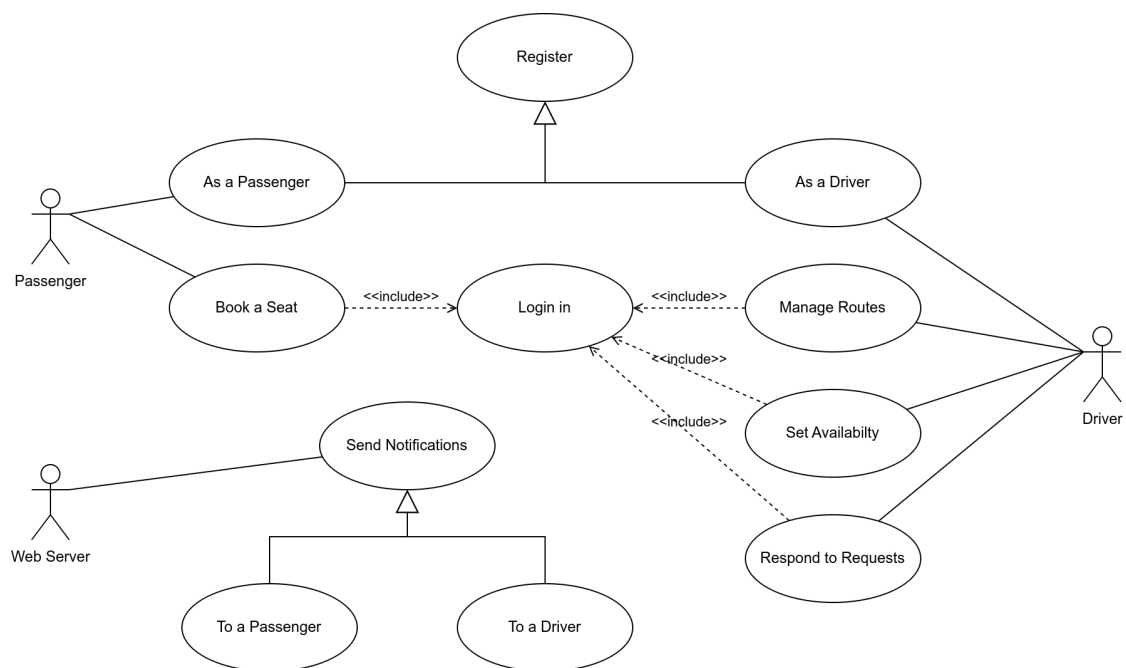 Register
As a Passenger
As a Driver
Passenger
Book a Seat
<<include>>
Login in
<<include>>
Manage Routes
<<include>>
Driver
<<include>>
Set Availabilty
Send Notifications
Web Server
Respond to Requests
To a Passenger
To a Driver